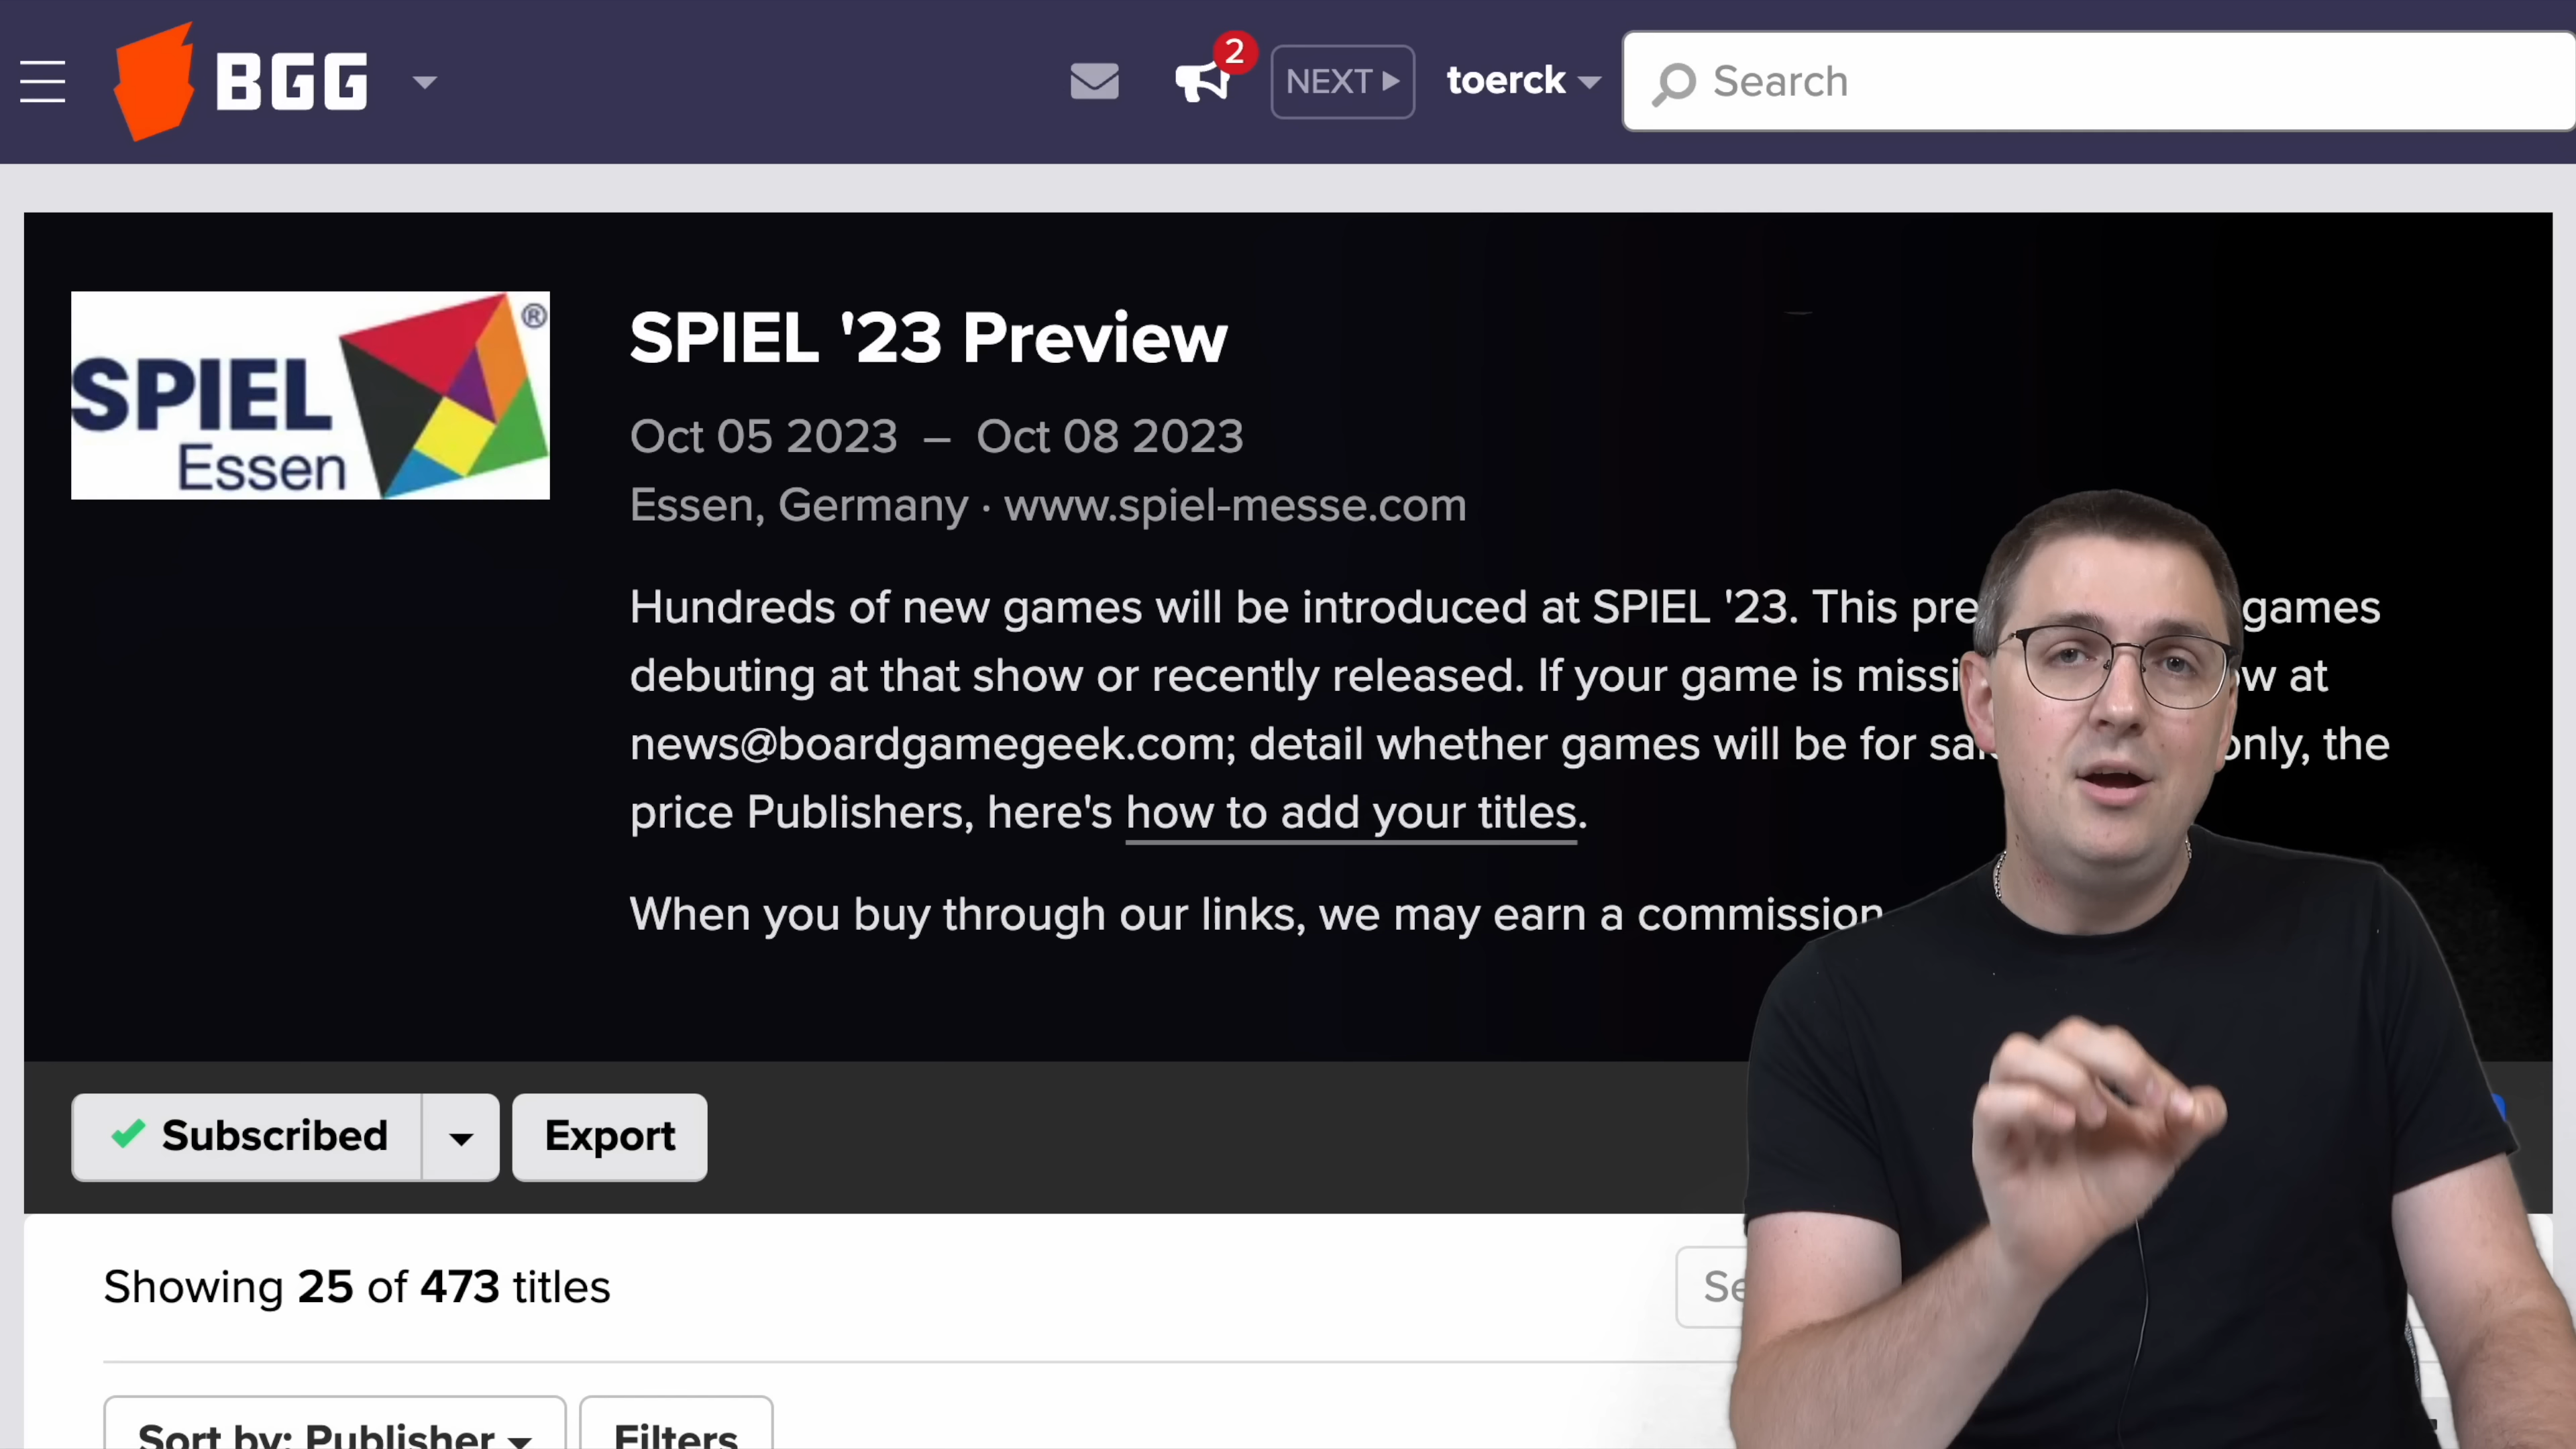 BGG
2
NEXT
toerck
Search
SPIEL
Essen
®
SPIEL '23 Preview
Oct 05 2023 – Oct 08 2023
Essen, Germany · www.spiel-messe.com
Hundreds of new games will be introduced at SPIEL '23. This pre games
debuting at that show or recently released. If your game is missi w at
news@boardgamegeek.com; detail whether games will be for sal only, the
price Publishers, here's how to add your titles.
When you buy through our links, we may earn a commission
Subscribed
Export
Showing 25 of 473 titles
Se
Sort by: Publisher
Filters